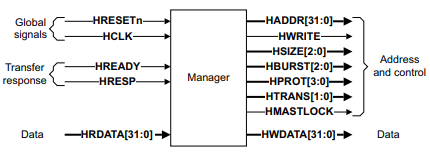 Global
signals
HRESETn
HCLK
Transfer
response
HREADY
HRESP
Data
HRDATA[31:0]
Manager
HADDR[31:0]
HWRITE
HSIZE[2:0]
HBURST[2:0]
HPROT[3:0]
HTRANS[1:0]
HMASTLOCK
Address
and control
HWDATA[31:0]
Data